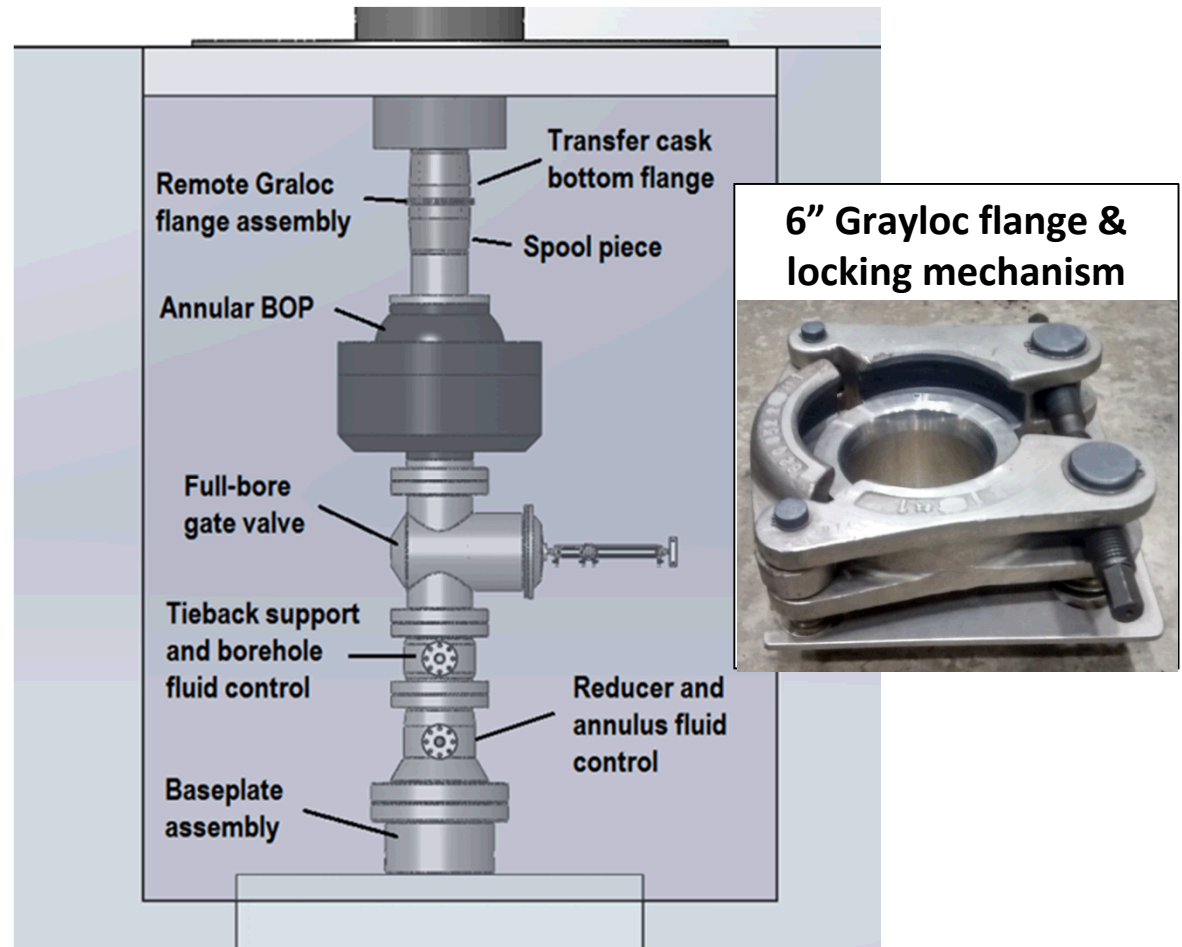 Transfer cask
bottom flange
Remote Graloc
flange assembly
Spool piece
Annular BOP
Full-bore
gate valve
Tieback support
and borehole
fluid control
Reducer and
annulus fluid
control
Baseplate
assembly
6” Grayloc flange &
locking mechanism